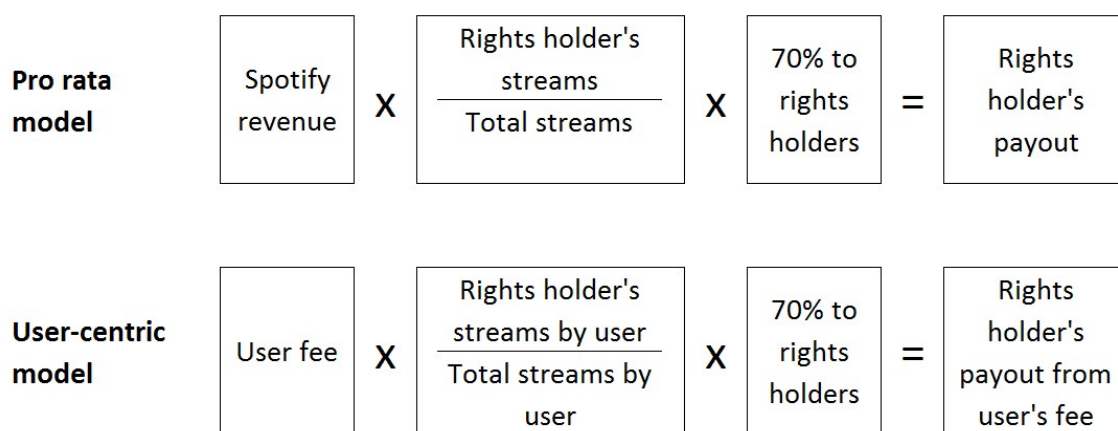 Pro rata
model
Spotify
revenue
X
Rights holder's
streams
Total streams
X
70% to
rights
holders
=
Rights
holder's
payout
User-centric
model
User fee
X
Rights holder's
streams by user
Total streams by
user
X
70% to
rights
holders
=
Rights
holder's
payout from
user's fee